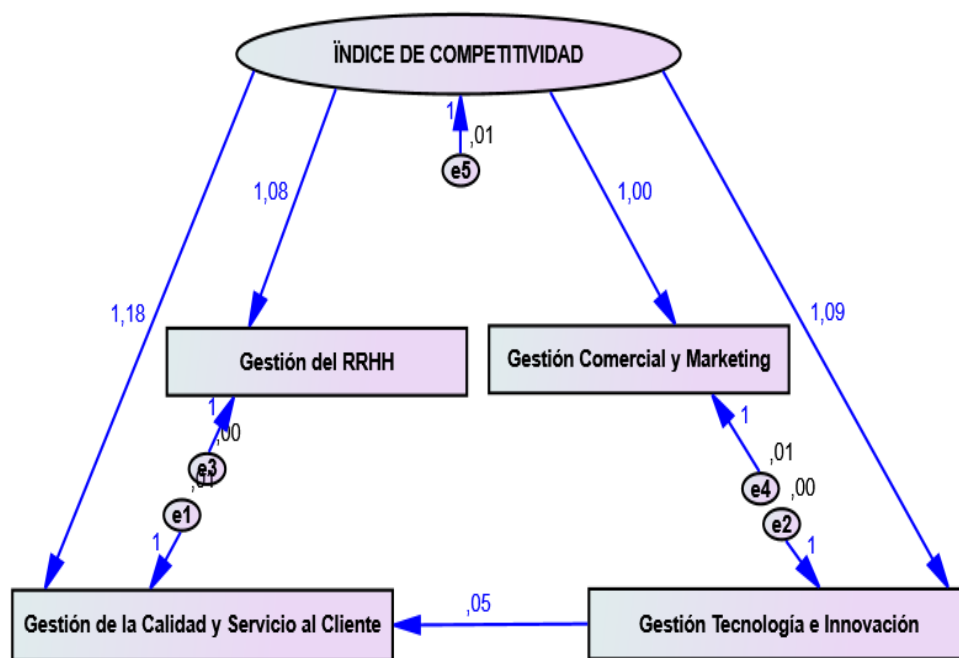 ÏNDICE DE COMPETITIVIDAD
1
,01
e5
1,08
1,00
1,18
1,09
Gestión del RRHH
Gestión Comercial y Marketing
1
,00
e3
1
,01
e4
,00
e2
e1
1
1
Gestión de la Calidad y Servicio al Cliente
,05
Gestión Tecnología e Innovación